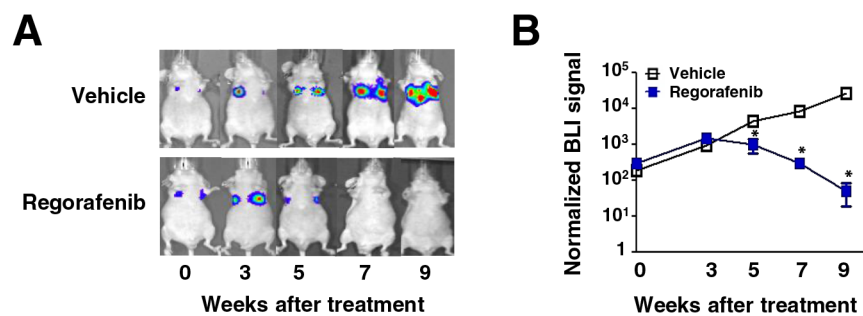 A
Vehicle
Regorafenib
0 3 5 7 9
Weeks after treatment
B
Normalized BLI signal
10^5
10^4
10^3
10^2
10^1
1
Vehicle
Regorafenib
*
*
*
0 3 5 7 9
Weeks after treatment